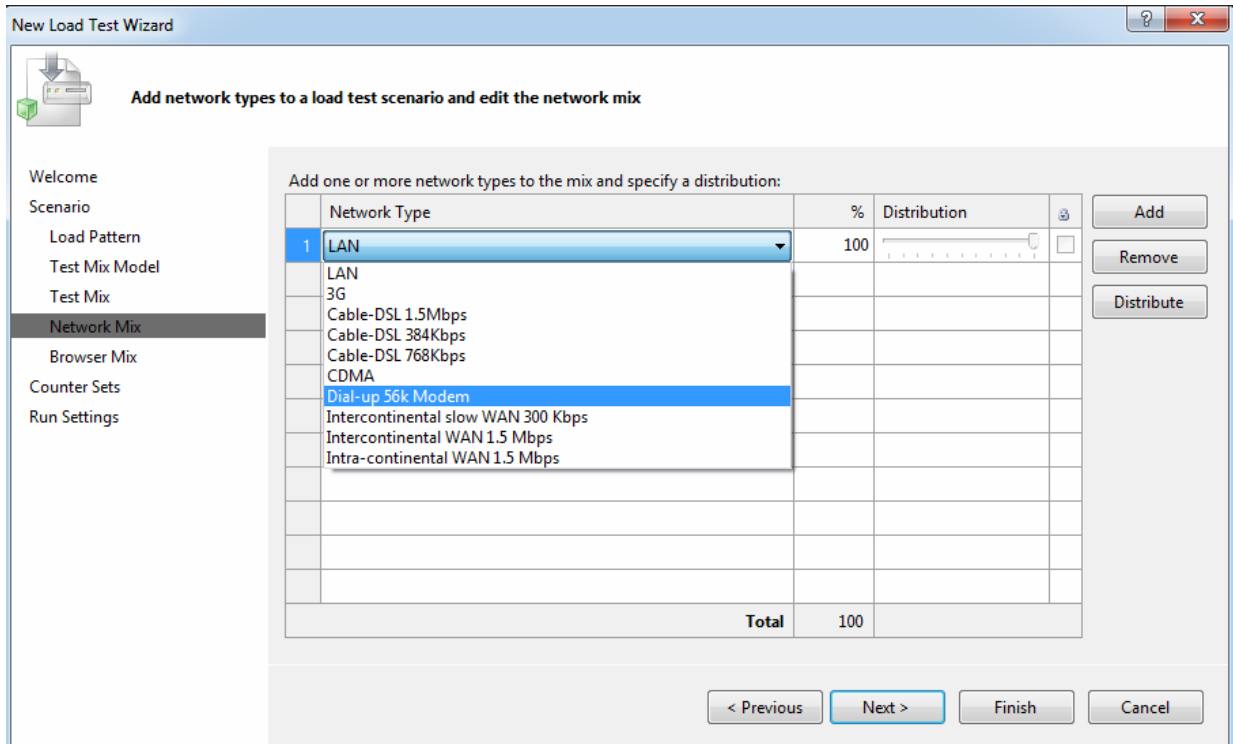 New Load Test Wizard
?
Add network types to a load test scenario and edit the network mix
Welcome
Scenario
Load Pattern
Test Mix Model
Test Mix
Network Mix
Browser Mix
Counter Sets
Run Settings
Add one or more network types to the mix and specify a distribution:
Network Type % Distribution
1 LAN 100
LAN
3G
Cable-DSL 1.5Mbps
Cable-DSL 384Kbps
Cable-DSL 768Kbps
CDMA
Dial-up 56k Modem
Intercontinental slow WAN 300 Kbps
Intercontinental WAN 1.5 Mbps
Intra-continental WAN 1.5 Mbps
Total 100
Add
Remove
Distribute
< Previous Next > Finish Cancel